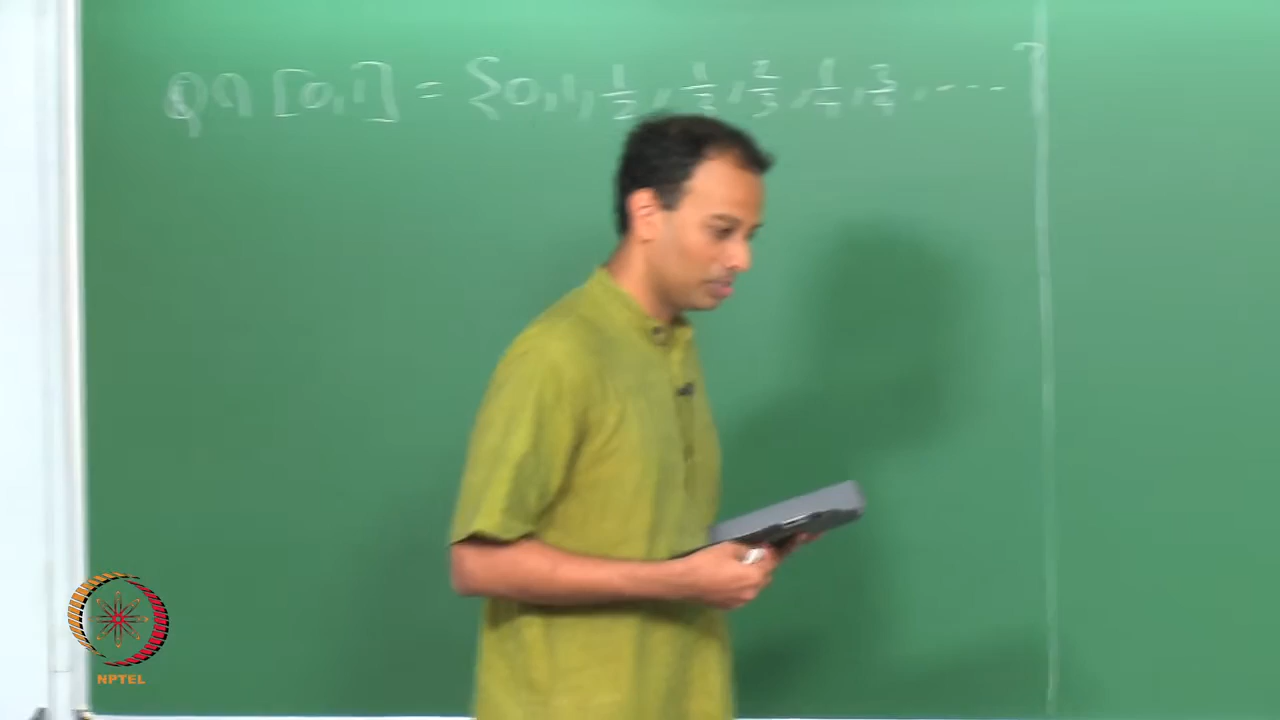 ℚ ∩ [0,1] = {0, 1, 1/2, 1/3, 2/3, 1/4, 3/4, ---- }
NPTEL